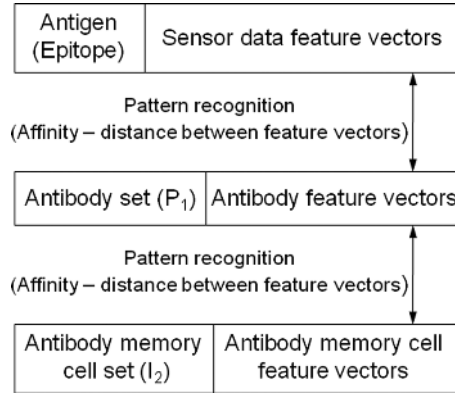 Antigen
(Epitope)
Sensor data feature vectors
Pattern recognition
(Affinity – distance between feature vectors)
Antibody set (P₁)
Antibody feature vectors
Pattern recognition
(Affinity – distance between feature vectors)
Antibody memory
cell set (I₂)
Antibody memory cell
feature vectors